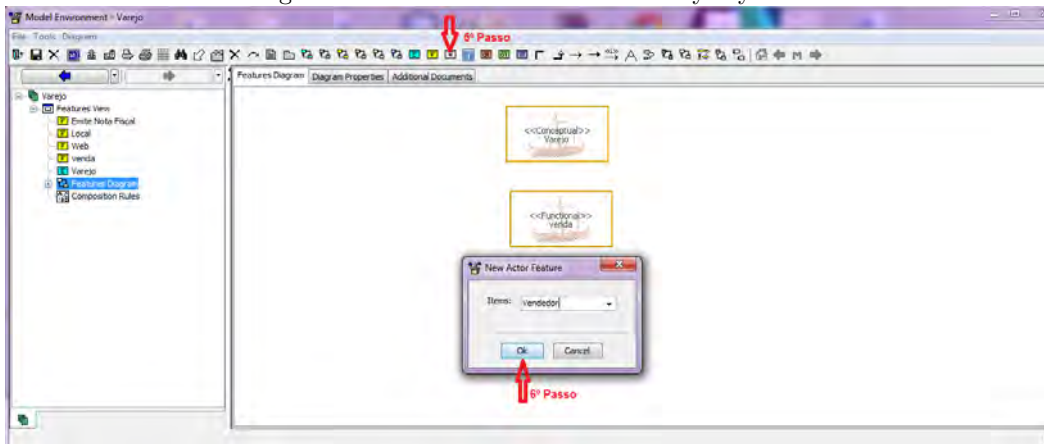 Model Environment - Varejo
File Tools Diagram
5º Passo
Features Diagram
Diagram Properties
Additional Documents
Varejo
Features View
Emite Nota Fiscal
Local
Web
venda
Varejo
Features Diagram
Composition Rules
<<Conceptual>>
Varejo
<<Functional>>
venda
New Actor Feature
Items: Vendedor
Ok Cancel
6º Passo